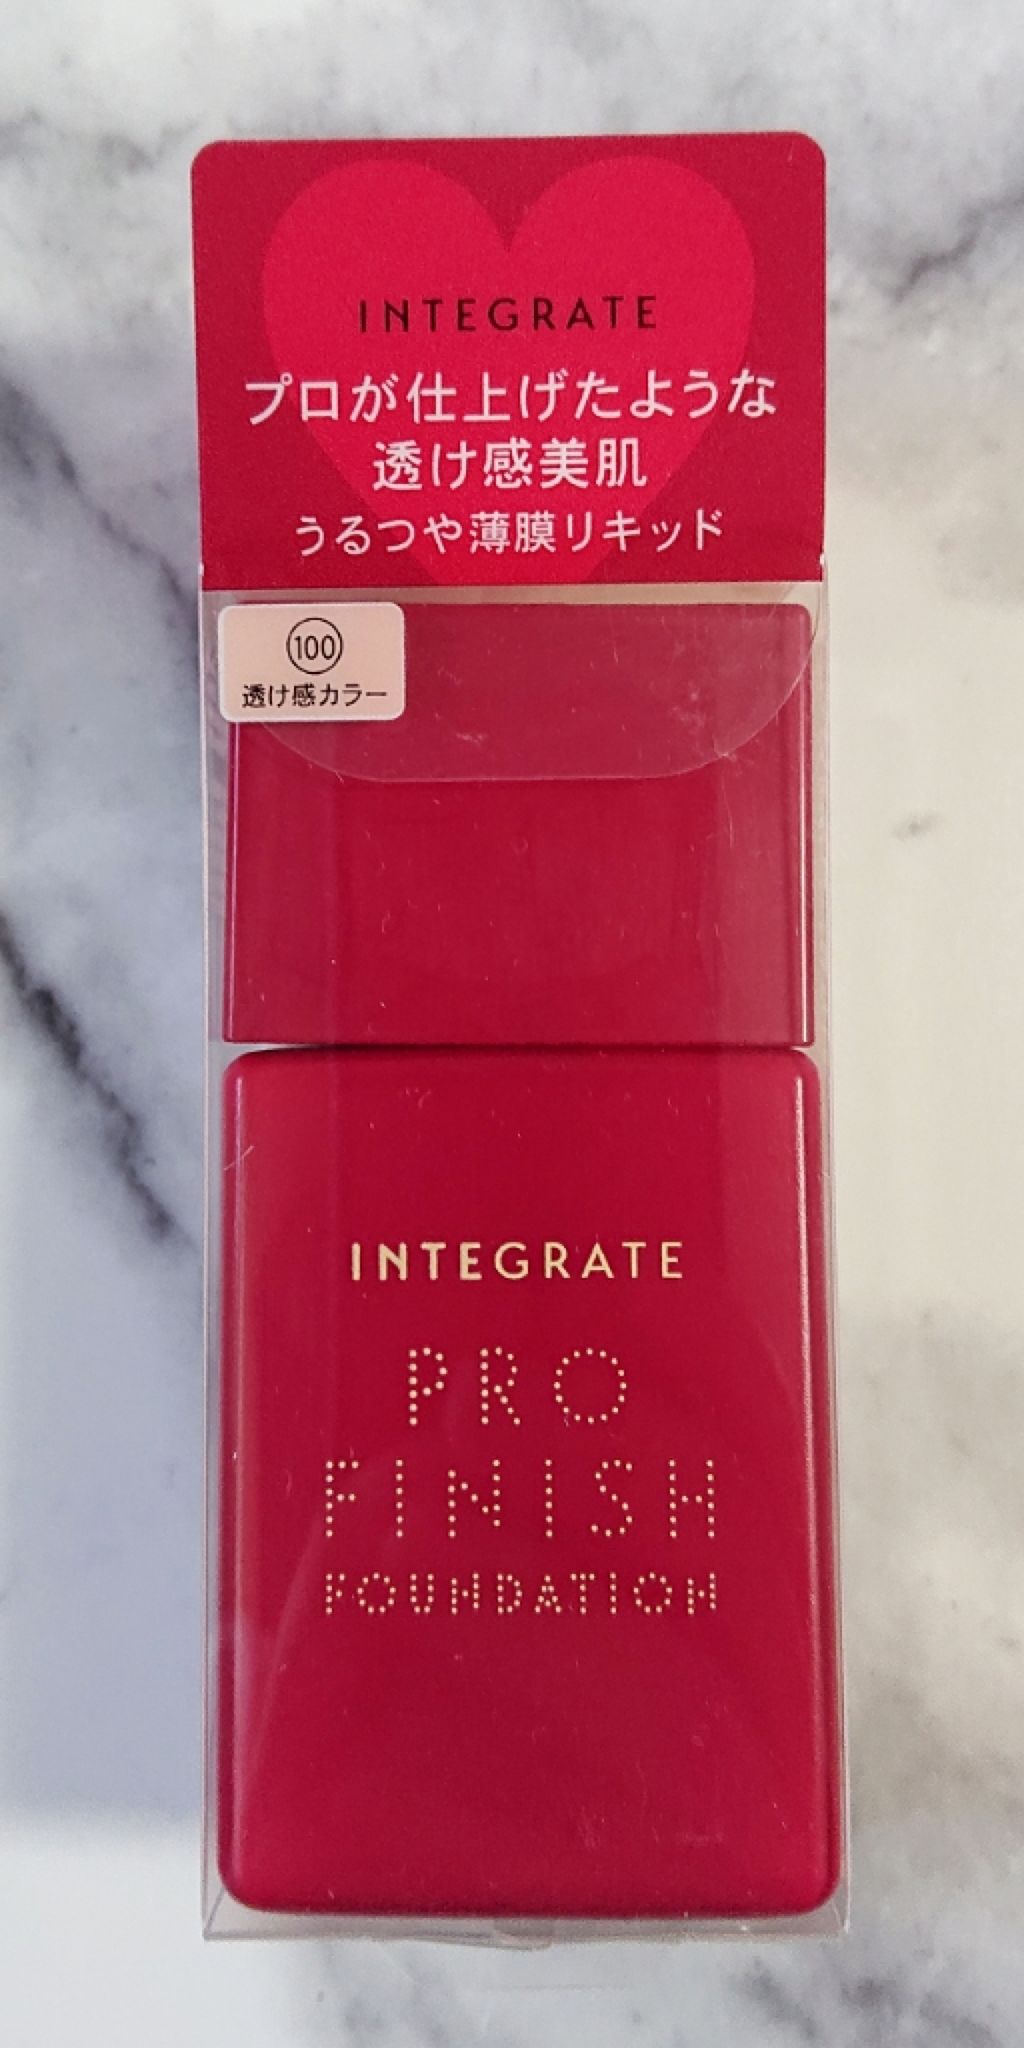 INTEGRATE
プロが仕上げたような
透け感美肌
うるつや薄膜リキッド
100
透け感カラー
INTEGRATE
PRO
FINISH
FOUNDATION